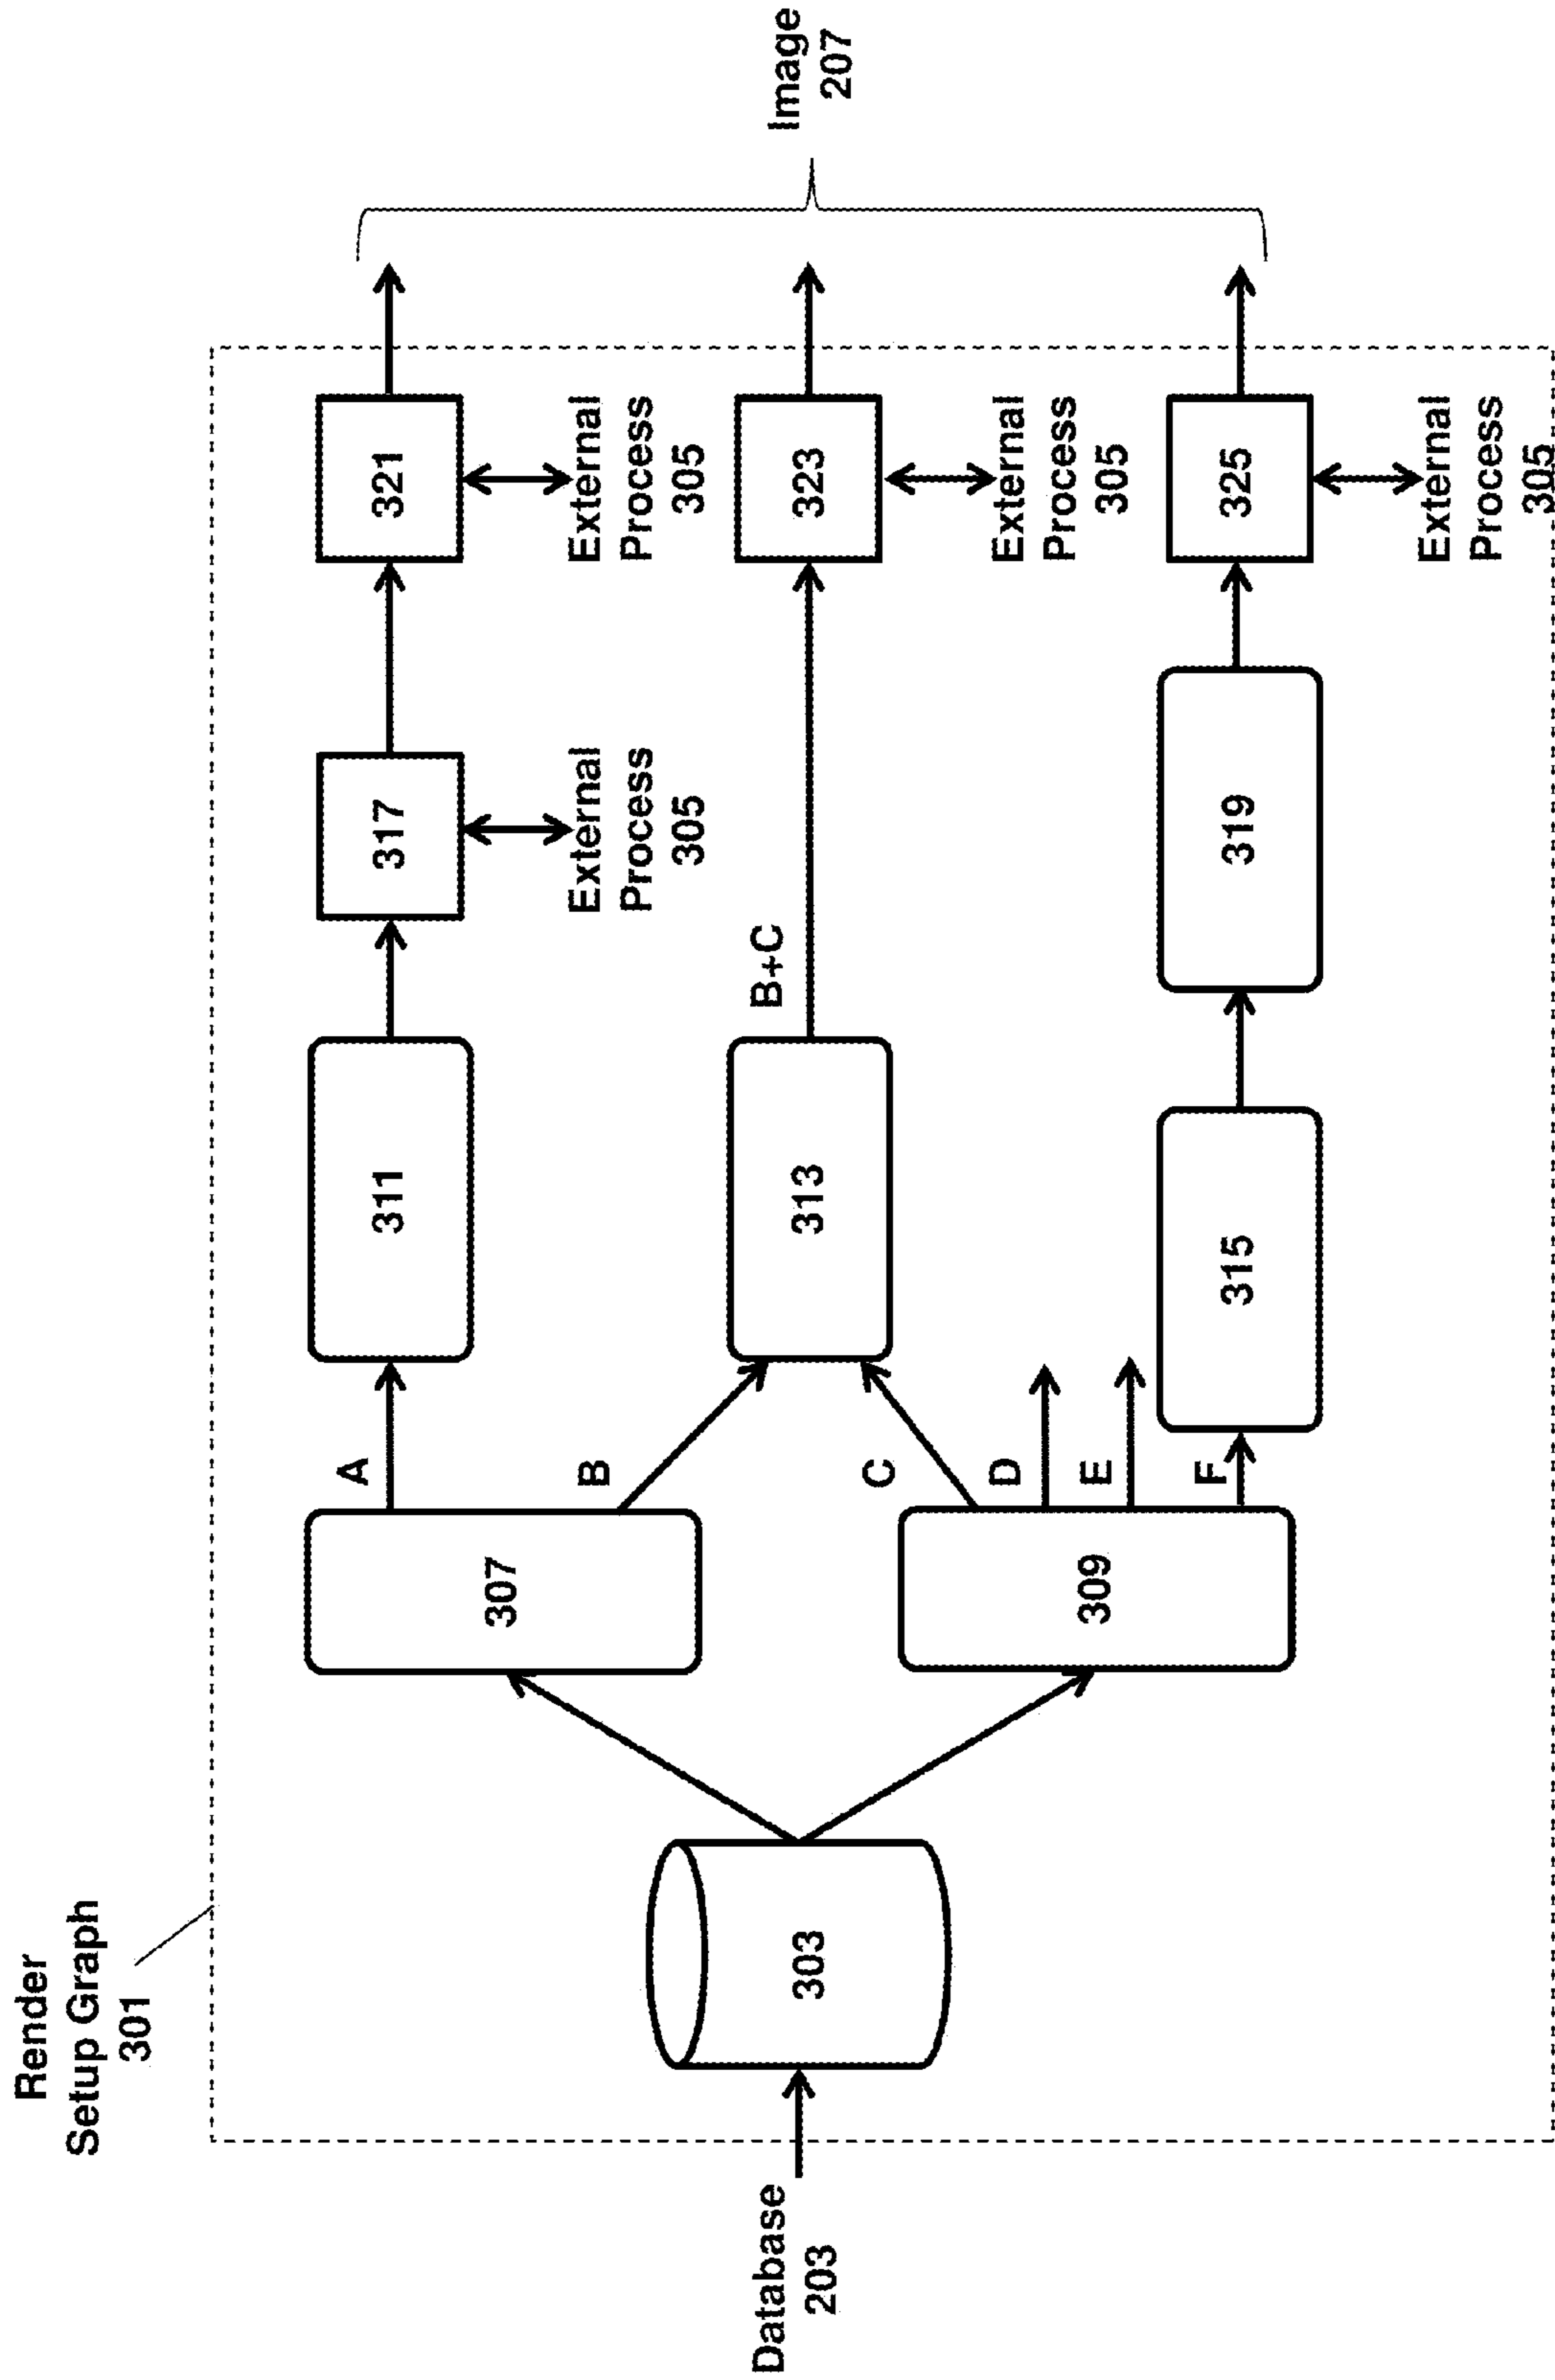 Render
Setup Graph
301
Database
203
303
307
309
A
B
C
D
E
F
311
313
315
B+C
317
External
Process
305
319
321
External
Process
305
323
External
Process
305
325
External
Process
305
Image
207